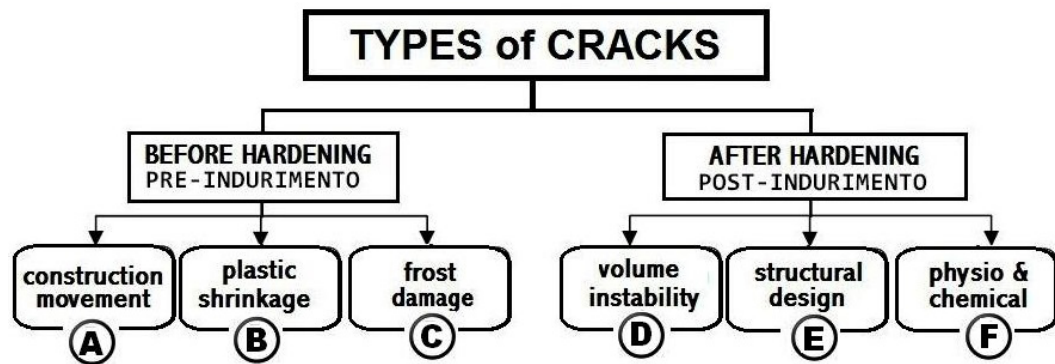 TYPES of CRACKS
BEFORE HARDENING
PRE-INDURIMENTO
AFTER HARDENING
POST-INDURIMENTO
construction
movement
A
plastic
shrinkage
B
frost
damage
C
volume
instability
D
structural
design
E
physio &
chemical
F